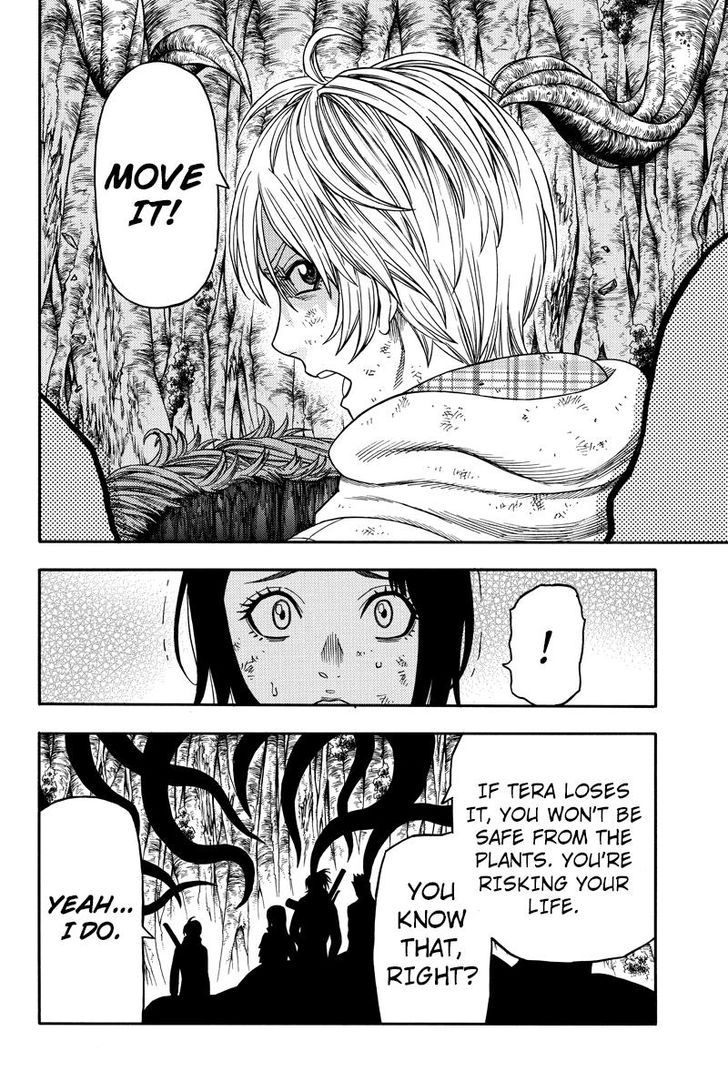 MOVE
IT!
!
IF TERA LOSES
IT, YOU WON'T BE
SAFE FROM THE
PLANTS. YOU'RE
RISKING YOUR
LIFE.
YOU
KNOW
THAT,
RIGHT?
YEAH...
I DO.